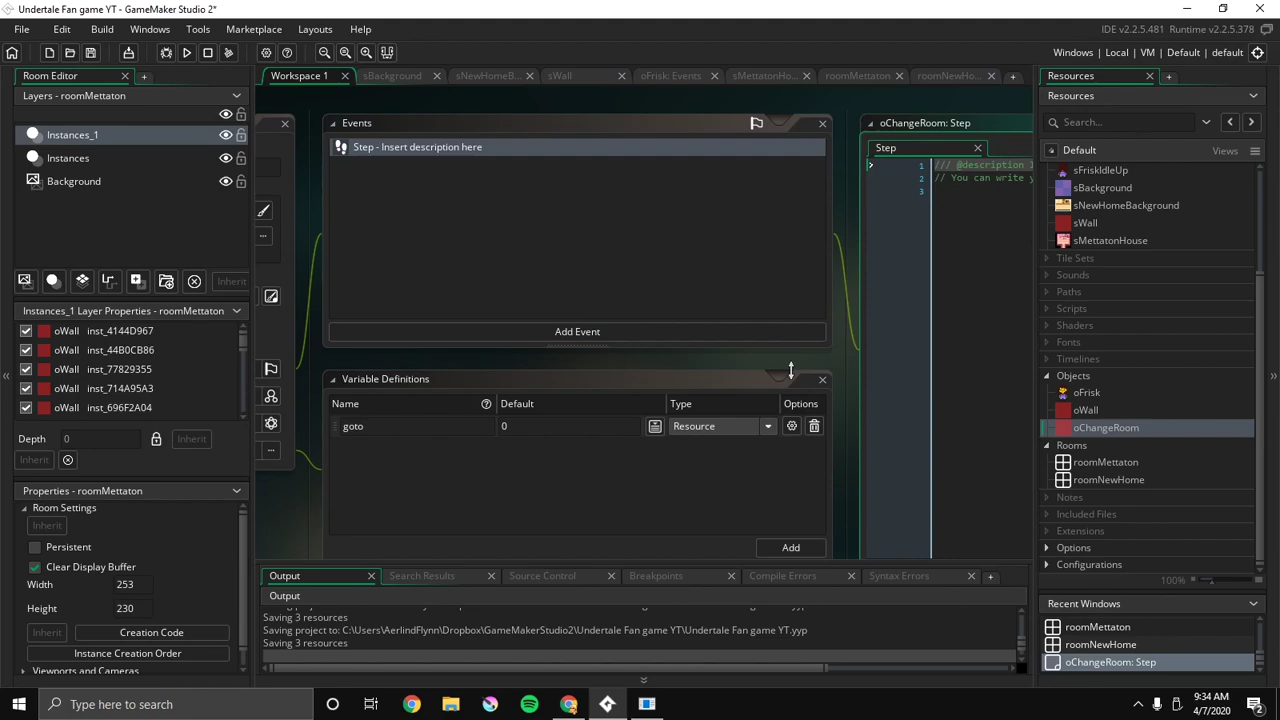 Undertale Fan game YT - GameMaker Studio 2*
File Edit Build Windows Tools Marketplace Layouts Help
IDE v2.2.5.481 Runtime v2.2.5.378
Windows | Local | VM | Default | default
Room Editor
Workspace 1 sBackground sNewHomeB... sWall oFrisk: Events sMettatonHo... roomMettaton roomNewHo...
Resources
Layers - roomMettaton
Resources
Instances_1
Instances
Background
Events
Step - Insert description here
Add Event
oChangeRoom: Step
Step
1 /// @description
2 // You can write y
3
Search...
Default
Views
sFriskIdleUp
sBackground
sNewHomeBackground
sWall
sMettatonHouse
Tile Sets
Sounds
Paths
Scripts
Shaders
Fonts
Timelines
Objects
oFrisk
oWall
oChangeRoom
Rooms
roomMettaton
roomNewHome
Notes
Included Files
Extensions
Options
Configurations
100%
Inherit
Instances_1 Layer Properties - roomMettaton
oWall inst_4144D967
oWall inst_44B0CB86
oWall inst_77829355
oWall inst_714A95A3
oWall inst_696F2A04
Depth 0 Inherit
Inherit
Variable Definitions
Name Default Type Options
goto 0 Resource
Add
Properties - roomMettaton
Room Settings
Inherit
Persistent
Clear Display Buffer
Width 253
Height 230
Inherit Creation Code
Instance Creation Order
Viewports and Cameras
Inherit
Output Search Results Source Control Breakpoints Compile Errors Syntax Errors
Output
Saving 3 resources
Saving project to: C:\Users\AerlindFlynn\Dropbox\GameMakerStudio2\Undertale Fan game YT\Undertale Fan game YT.yyp
Saving 3 resources
Recent Windows
roomMettaton
roomNewHome
oChangeRoom: Step
Type here to search
9:34 AM
4/7/2020
2